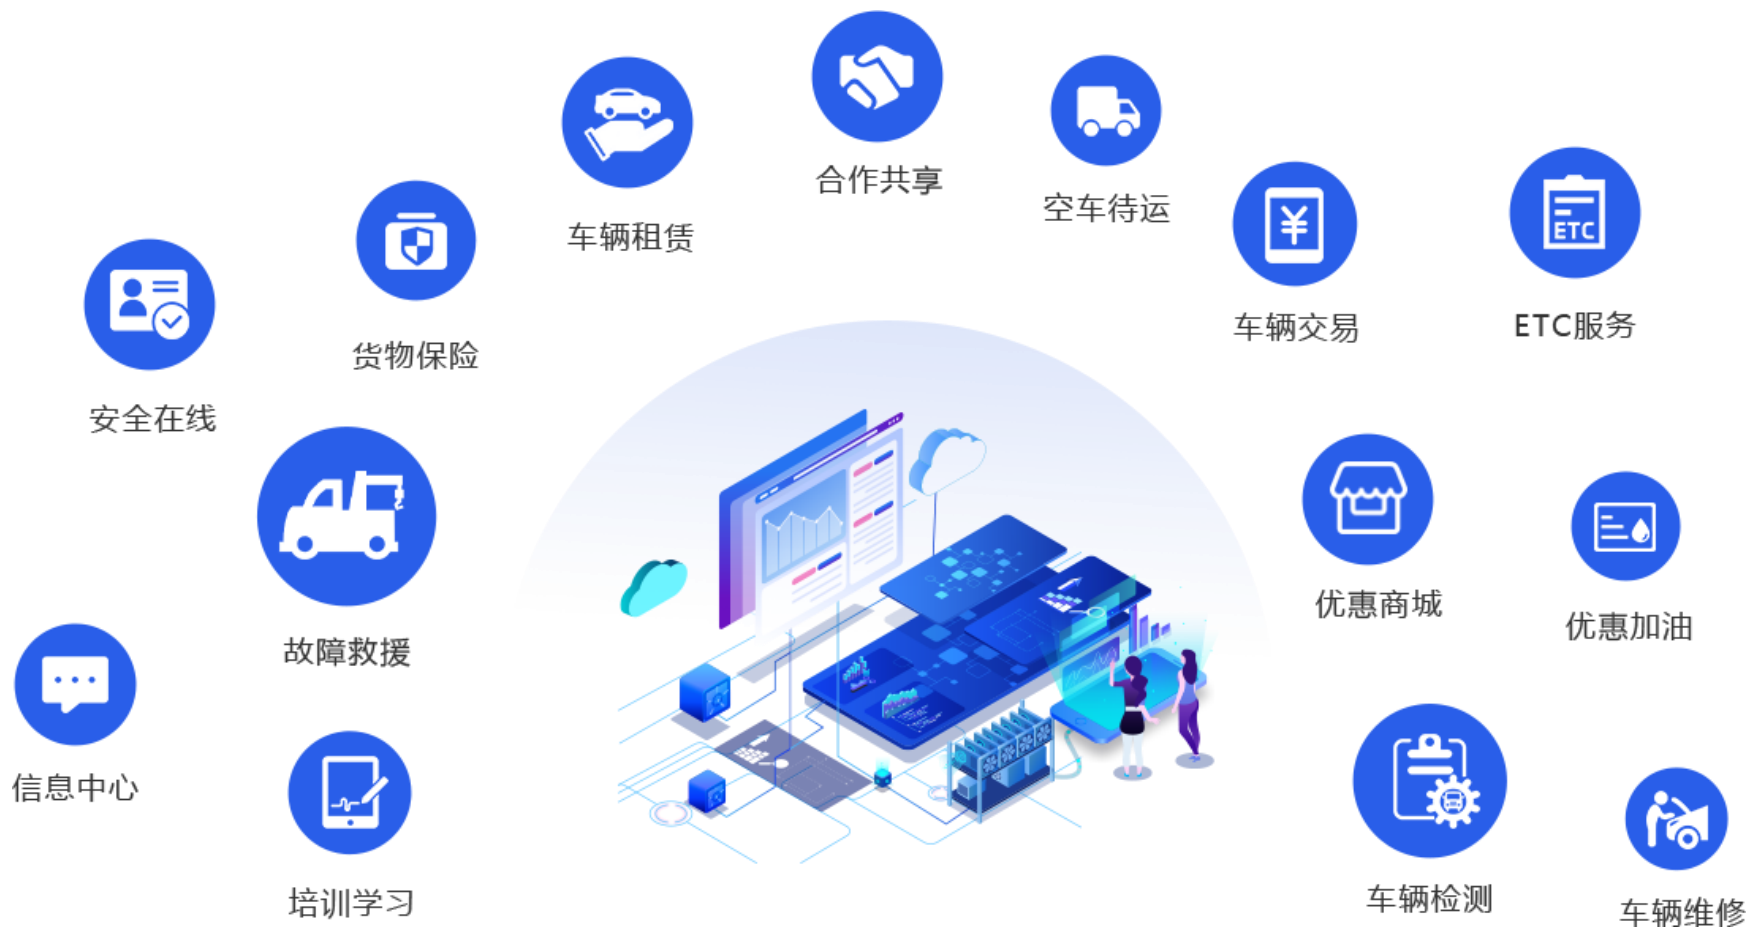 合作共享
空车待运
车辆租赁
¥
车辆交易
ETC
ETC服务
货物保险
安全在线
故障救援
优惠商城
优惠加油
信息中心
培训学习
车辆检测
车辆维修